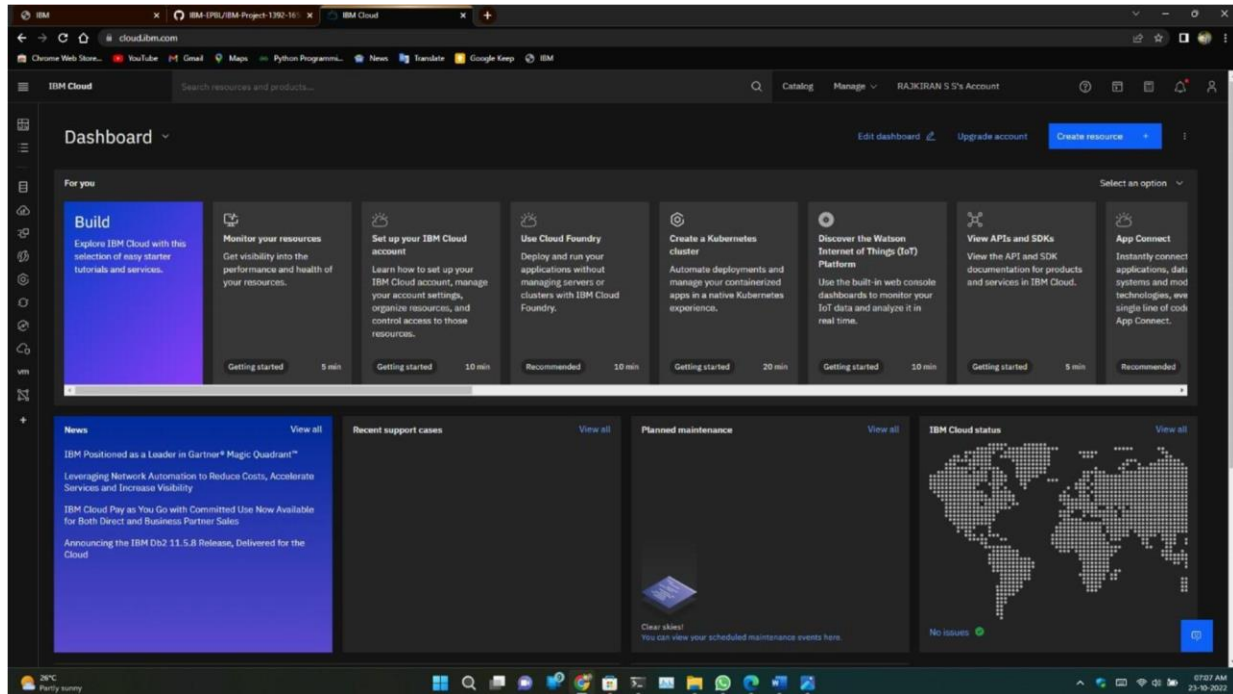 IBM
IBM-EPBL/IBM-Project-1392-165
IBM Cloud
cloud.ibm.com
Chrome Web Store...
YouTube
Gmail
Maps
Python Programmi...
News
Translate
Google Keep
IBM
IBM Cloud
Search resources and products...
Catalog
Manage
RAJKIRAN S S's Account
Dashboard
Edit dashboard
Upgrade account
Create resource +
For you
Select an option
Build
Explore IBM Cloud with this
selection of easy starter
tutorials and services.
Monitor your resources
Get visibility into the
performance and health of
your resources.
Getting started 5 min
Set up your IBM Cloud
account
Learn how to set up your
IBM Cloud account, manage
your account settings,
organize resources, and
control access to those
resources.
Getting started 10 min
Use Cloud Foundry
Deploy and run your
applications without
managing servers or
clusters with IBM Cloud
Foundry.
Recommended 10 min
Create a Kubernetes
cluster
Automate deployments and
manage your containerized
apps in a native Kubernetes
experience.
Getting started 20 min
Discover the Watson
Internet of Things (IoT)
Platform
Use the built-in web console
dashboards to monitor your
IoT data and analyze it in
real time.
Getting started 10 min
View APIs and SDKs
View the API and SDK
documentation for products
and services in IBM Cloud.
Getting started 5 min
App Connect
Instantly connect
applications, data
systems and mod
technologies, eve
single line of code
App Connect.
Recommended
vm
News
View all
IBM Positioned as a Leader in Gartner® Magic Quadrant™
Leveraging Network Automation to Reduce Costs, Accelerate
Services and Increase Visibility
IBM Cloud Pay as You Go with Committed Use Now Available
for Both Direct and Business Partner Sales
Announcing the IBM Db2 11.5.8 Release, Delivered for the
Cloud
Recent support cases
View all
Planned maintenance
View all
Clear skies!
You can view your scheduled maintenance events here.
IBM Cloud status
View all
No issues
26°C
Partly sunny
07:07 AM
23-10-2022